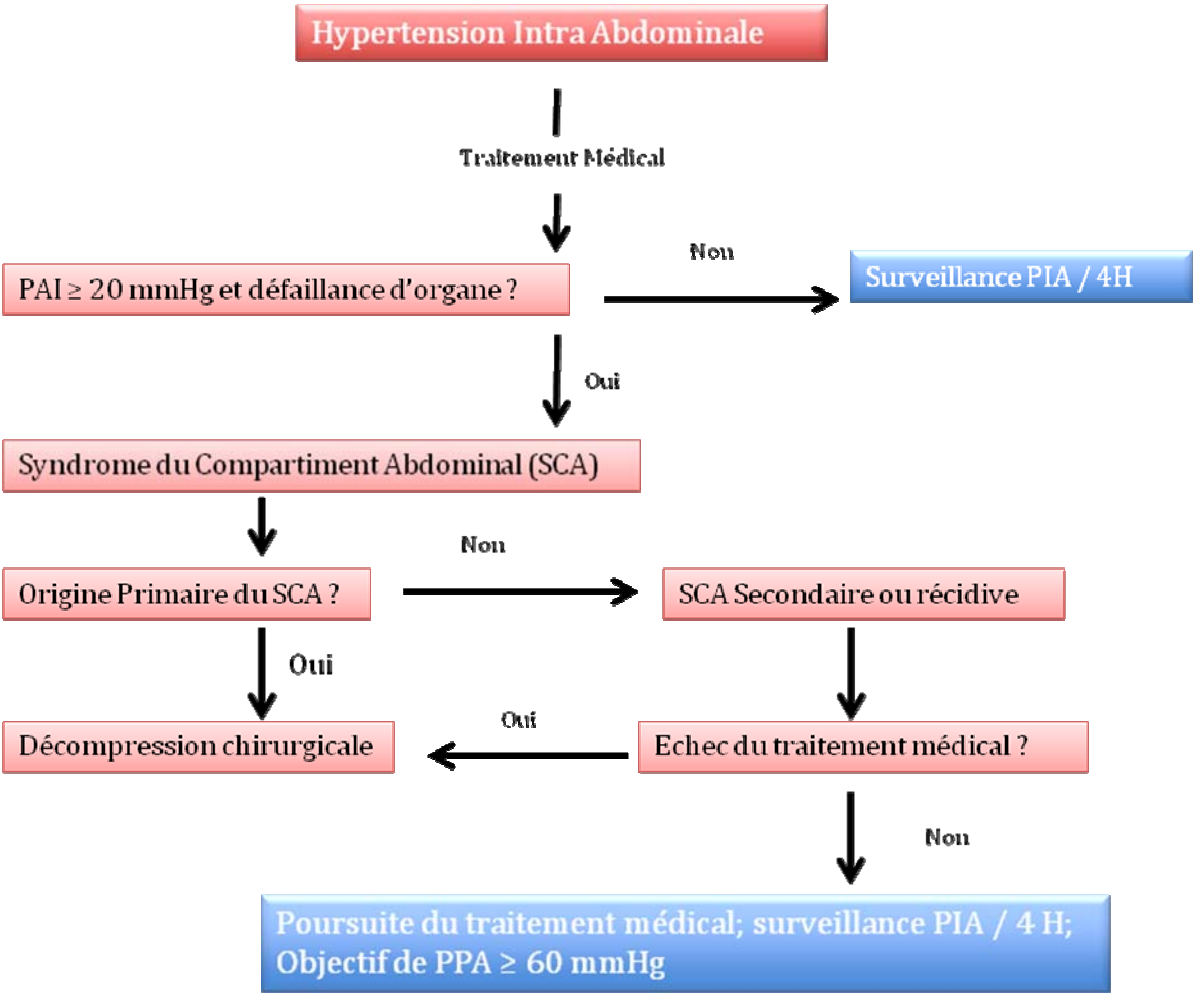 Hypertension Intra Abdominale
Traitement Médical
Non
PAI ≥ 20 mmHg et défaillance d'organe ?
Surveillance PIA / 4H
Oui
Syndrome du Compartiment Abdominal (SCA)
Non
Origine Primaire du SCA ?
SCA Secondaire ou récidive
Oui
Oui
Décompression chirurgicale
Echec du traitement médical ?
Non
Poursuite du traitement médical; surveillance PIA / 4 H;
Objectif de PPA ≥ 60 mmHg